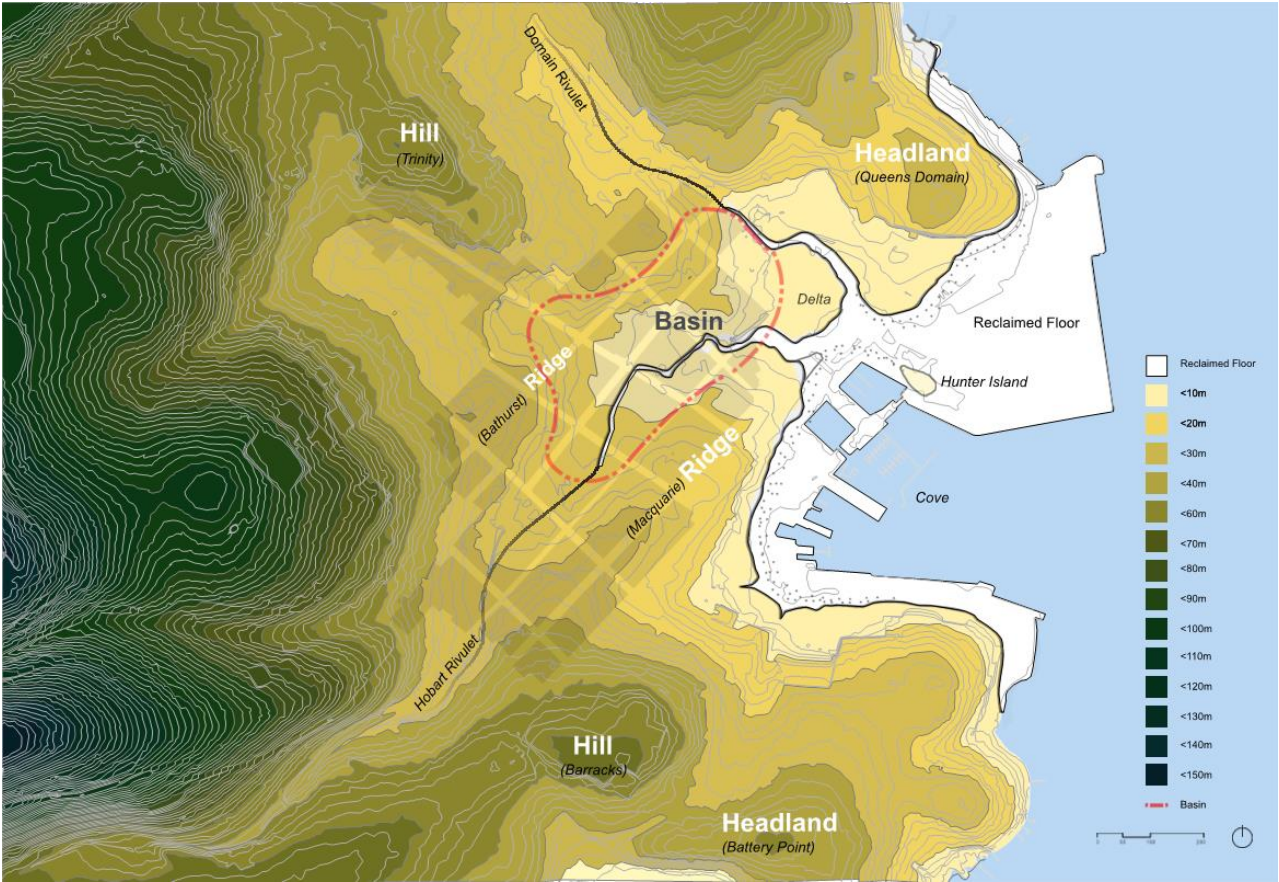 Domain Rivulet
Hill
(Trinity)
Headland
(Queens Domain)
Delta
Basin
Reclaimed Floor
Hunter Island
(Bathurst) Ridge
(Macquarie) Ridge
Cove
Hobart Rivulet
Hill
(Barracks)
Headland
(Battery Point)
Reclaimed Floor
<10m
<20m
<30m
<40m
<60m
<70m
<80m
<90m
<100m
<110m
<120m
<130m
<140m
<150m
Basin